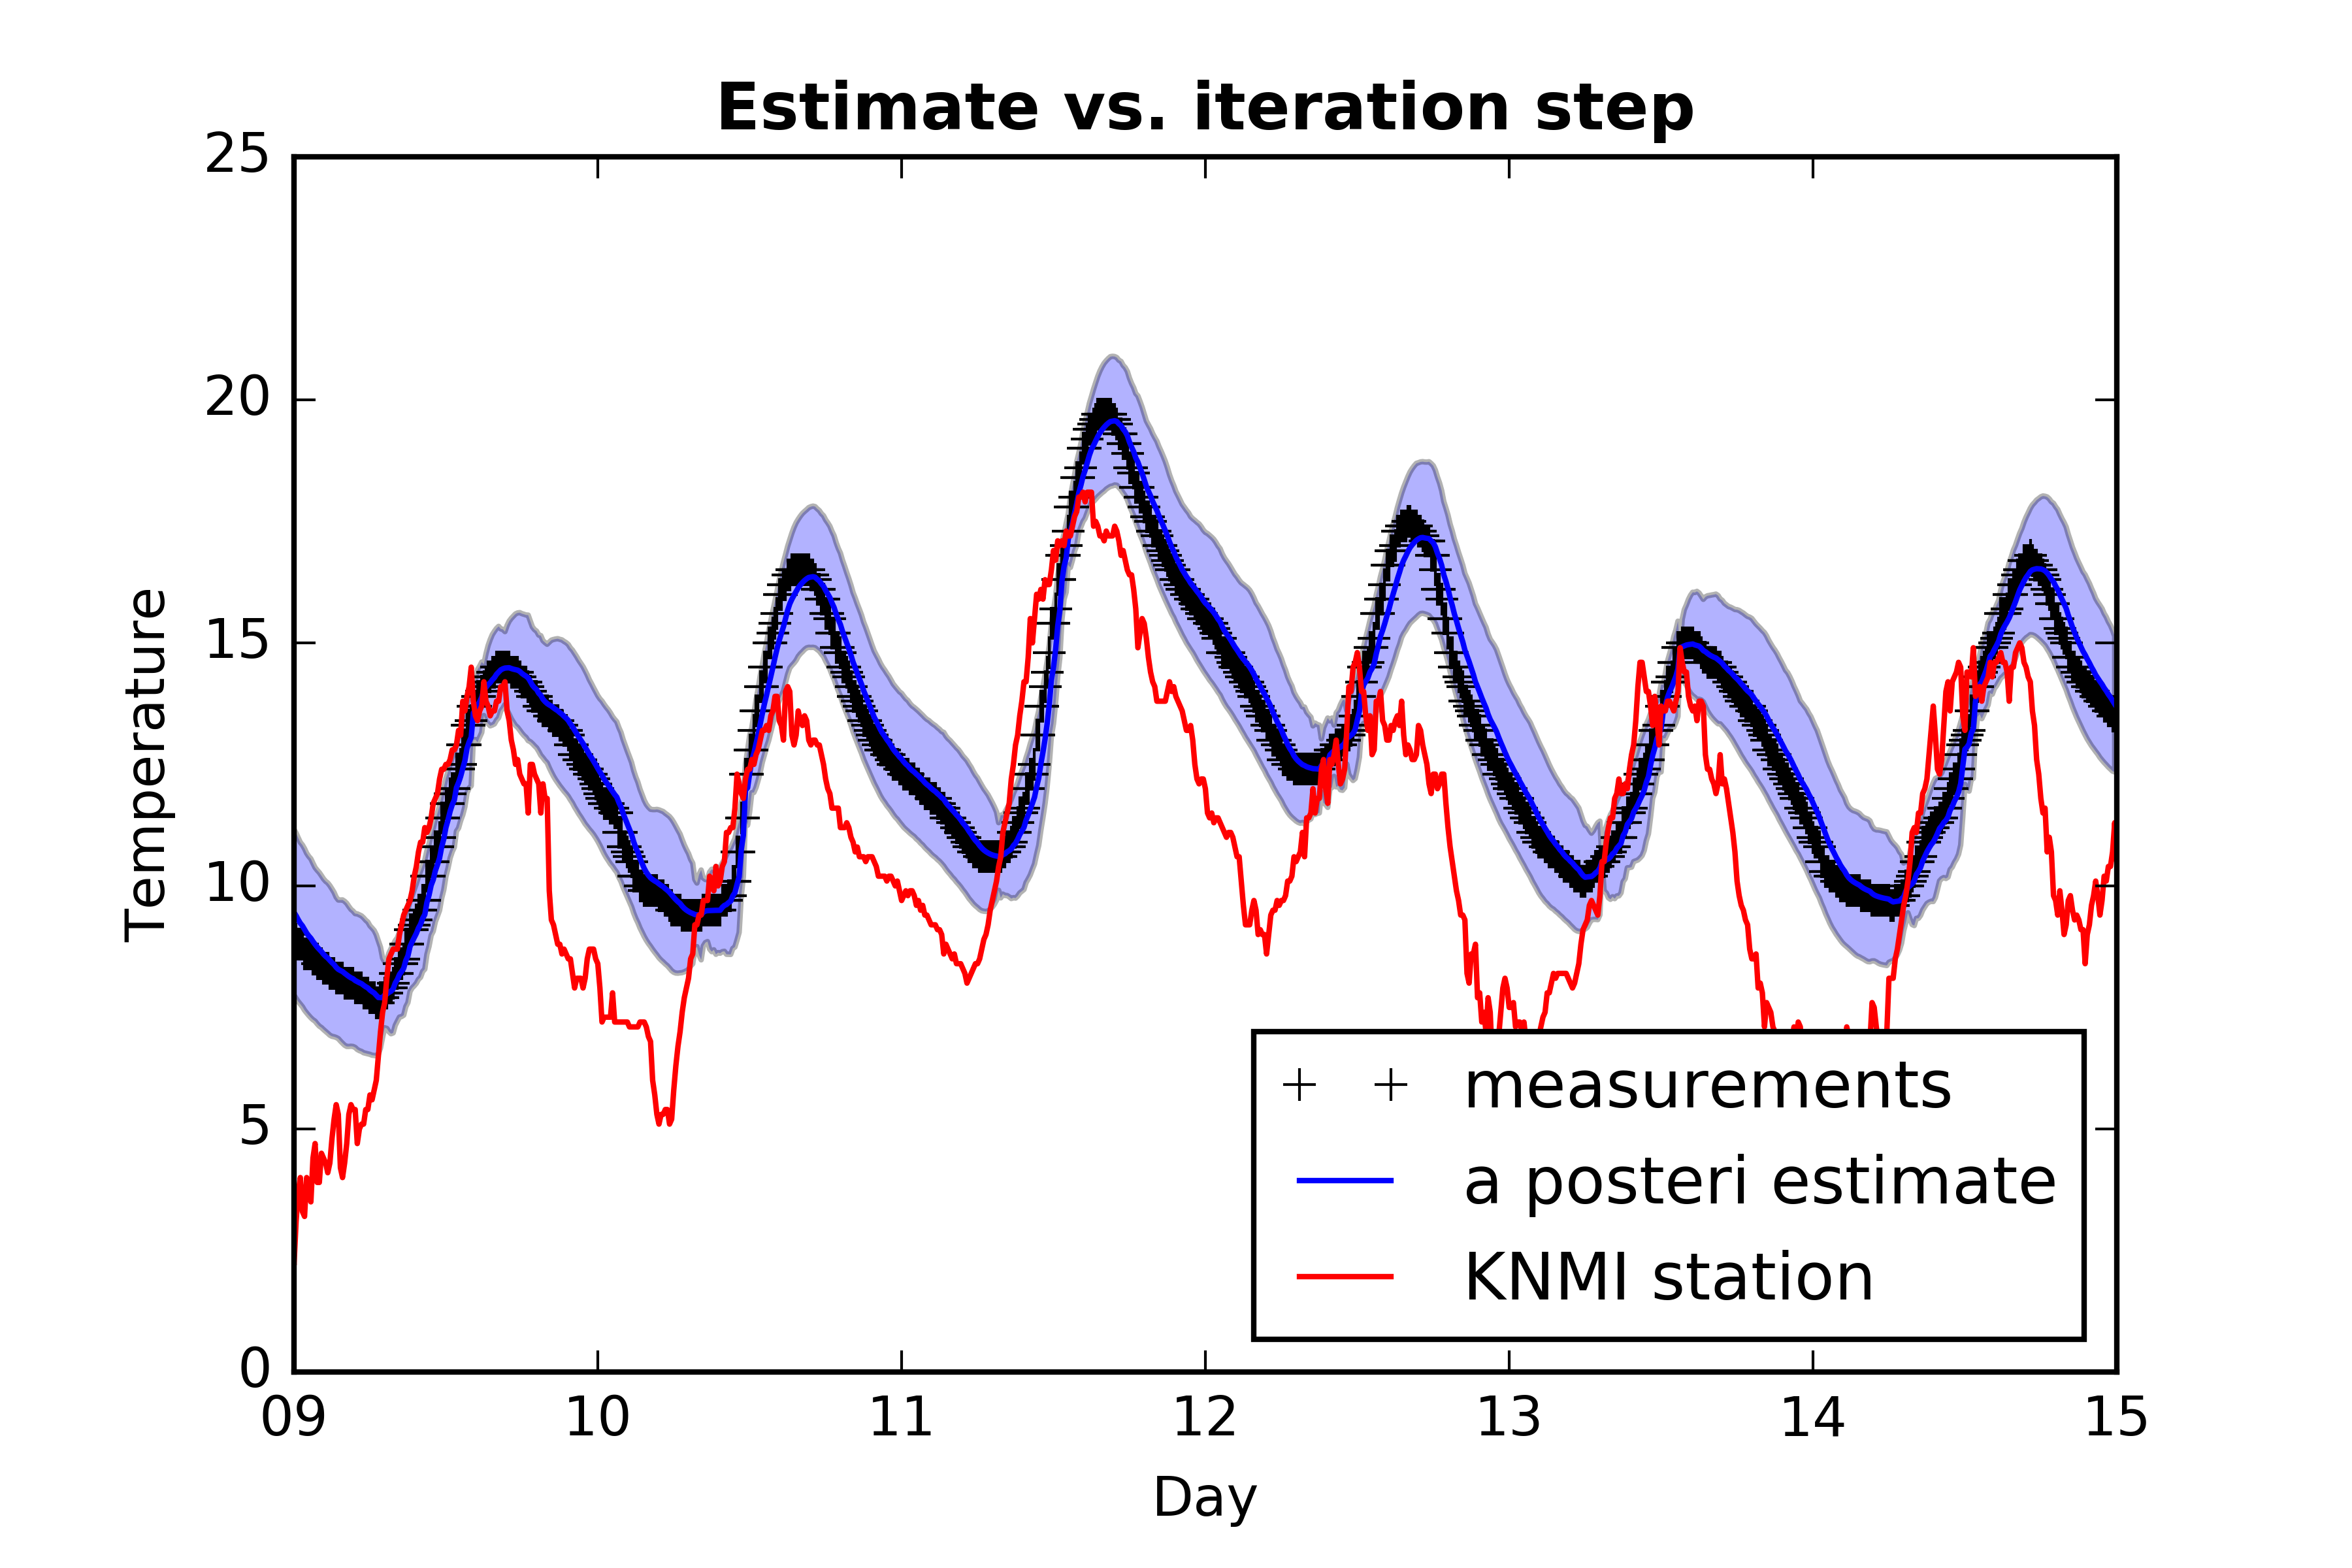 Estimate vs. iteration step
25
20
15
10
5
0
Temperature
measurements
a posteri estimate
KNMI station
09 10 11 12 13 14 15
Day